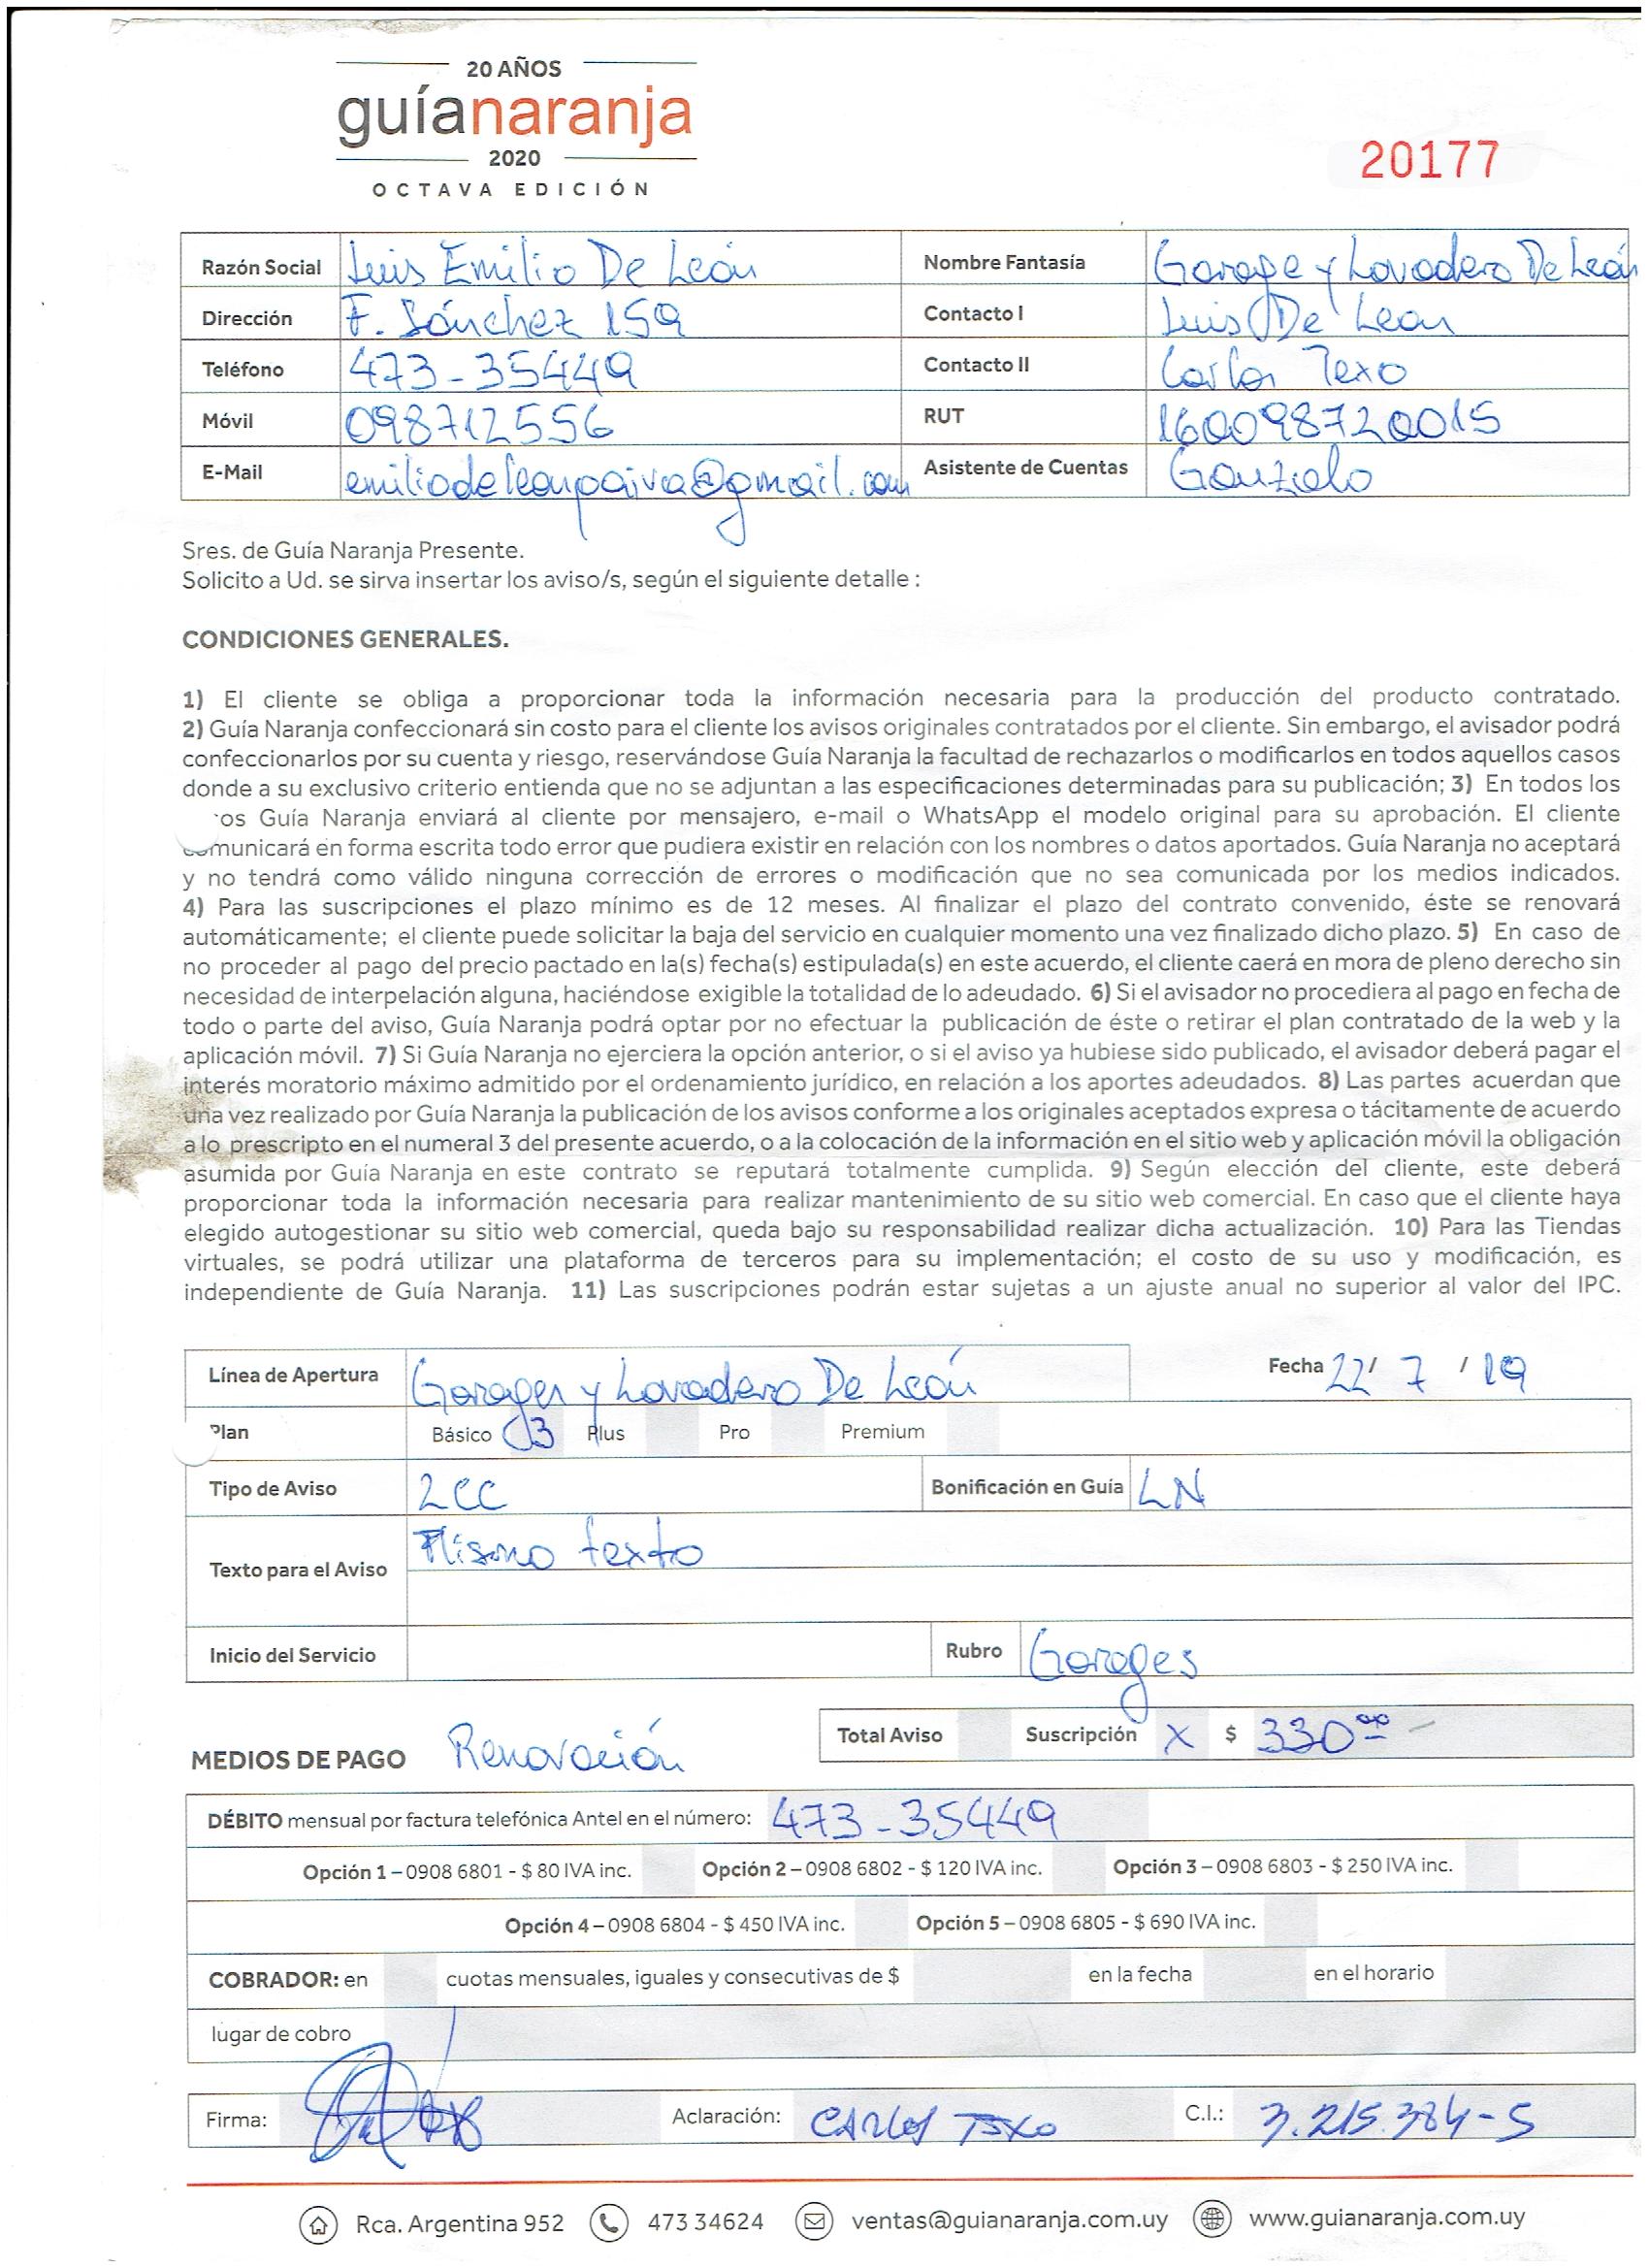 20 AÑOS
guíanaranja
2020
OCTAVA EDICIÓN
20177
Razón Social Luis Emilio De León Nombre Fantasía Garage y Lavadero De León
Dirección F. Sánchez 159 Contacto I Luis De Leon
Teléfono 473-35449 Contacto II Carlos Texo
Móvil 098712556 RUT 160098720015
E-Mail emiliodeleonpaiva@gmail.com Asistente de Cuentas Gonzalo
Sres. de Guía Naranja Presente.
Solicito a Ud. se sirva insertar los aviso/s, según el siguiente detalle :
CONDICIONES GENERALES.
1) El cliente se obliga a proporcionar toda la información necesaria para la producción del producto contratado.
2) Guía Naranja confeccionará sin costo para el cliente los avisos originales contratados por el cliente. Sin embargo, el avisador podrá
confeccionarlos por su cuenta y riesgo, reservándose Guía Naranja la facultad de rechazarlos o modificarlos en todos aquellos casos
donde a su exclusivo criterio entienda que no se adjuntan a las especificaciones determinadas para su publicación; 3) En todos los
os Guía Naranja enviará al cliente por mensajero, e-mail o WhatsApp el modelo original para su aprobación. El cliente
comunicará en forma escrita todo error que pudiera existir en relación con los nombres o datos aportados. Guía Naranja no aceptará
y no tendrá como válido ninguna corrección de errores o modificación que no sea comunicada por los medios indicados.
4) Para las suscripciones el plazo mínimo es de 12 meses. Al finalizar el plazo del contrato convenido, éste se renovará
automáticamente; el cliente puede solicitar la baja del servicio en cualquier momento una vez finalizado dicho plazo. 5) En caso de
no proceder al pago del precio pactado en la(s) fecha(s) estipulada(s) en este acuerdo, el cliente caerá en mora de pleno derecho sin
necesidad de interpelación alguna, haciéndose exigible la totalidad de lo adeudado. 6) Si el avisador no procediera al pago en fecha de
todo o parte del aviso, Guía Naranja podrá optar por no efectuar la publicación de éste o retirar el plan contratado de la web y la
aplicación móvil. 7) Si Guía Naranja no ejerciera la opción anterior, o si el aviso ya hubiese sido publicado, el avisador deberá pagar el
interés moratorio máximo admitido por el ordenamiento jurídico, en relación a los aportes adeudados. 8) Las partes acuerdan que
una vez realizado por Guía Naranja la publicación de los avisos conforme a los originales aceptados expresa o tácitamente de acuerdo
a lo prescripto en el numeral 3 del presente acuerdo, o a la colocación de la información en el sitio web y aplicación móvil la obligación
asumida por Guía Naranja en este contrato se reputará totalmente cumplida. 9) Según elección del cliente, este deberá
proporcionar toda la información necesaria para realizar mantenimiento de su sitio web comercial. En caso que el cliente haya
elegido autogestionar su sitio web comercial, queda bajo su responsabilidad realizar dicha actualización. 10) Para las Tiendas
virtuales, se podrá utilizar una plataforma de terceros para su implementación; el costo de su uso y modificación, es
independiente de Guía Naranja. 11) Las suscripciones podrán estar sujetas a un ajuste anual no superior al valor del IPC.
Línea de Apertura Garages y Lavadero De León Fecha 22/ 7 / 19
Plan Básico 3 Plus Pro Premium
Tipo de Aviso 2CC Bonificación en Guía LN
Texto para el Aviso Mismo texto
Inicio del Servicio Rubro Garages
MEDIOS DE PAGO Renovación Total Aviso Suscripción X $ 330 00 -
DÉBITO mensual por factura telefónica Antel en el número: 473-35449
Opción 1 – 0908 6801 - $ 80 IVA inc. Opción 2 – 0908 6802 - $ 120 IVA inc. Opción 3 – 0908 6803 - $ 250 IVA inc.
Opción 4 – 0908 6804 - $ 450 IVA inc. Opción 5 – 0908 6805 - $ 690 IVA inc.
COBRADOR: en cuotas mensuales, iguales y consecutivas de $ en la fecha en el horario
lugar de cobro
Firma: Aclaración: CARLOS TEXO C.I.: 3.215.384-5
Rca. Argentina 952 473 34624 ventas@guianaranja.com.uy www.guianaranja.com.uy